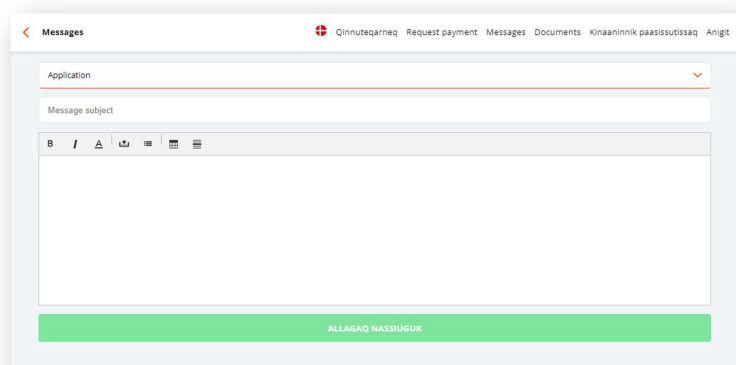 Messages Qinnuteqarneq Request payment Messages Documents Kinaaninnik paasissutissaq Anigit
Application
Message subject
B I A
ALLAGAQ NASSIUGUK